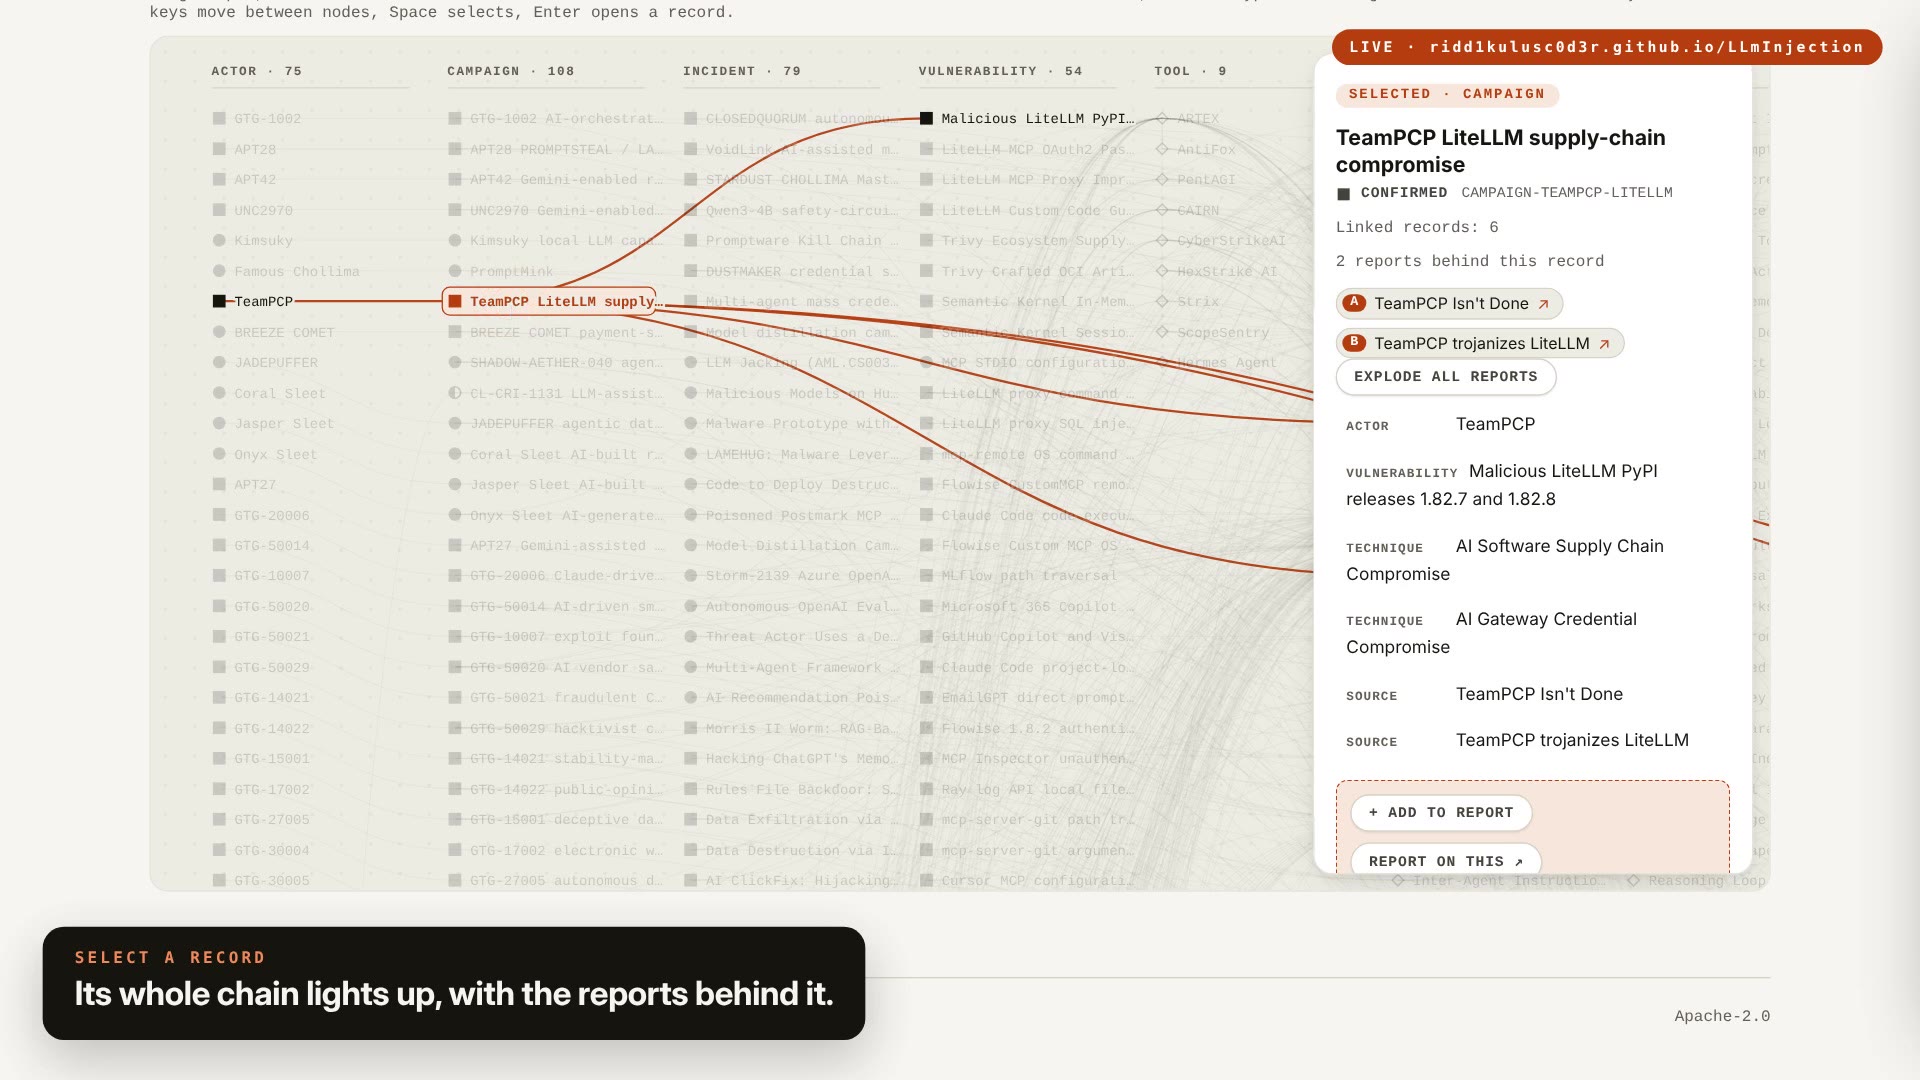 keys move between nodes, Space selects, Enter opens a record.
LIVE · ridd1kulusc0d3r.github.io/LLmInjection
ACTOR · 75
GTG-1002
APT28
APT42
UNC2970
Kimsuky
Famous Chollima
TeamPCP
BREEZE COMET
JADEPUFFER
Coral Sleet
Jasper Sleet
Onyx Sleet
APT27
GTG-20006
GTG-50014
GTG-10007
GTG-50020
GTG-50021
GTG-50029
GTG-14021
GTG-14022
GTG-15001
GTG-17002
GTG-27005
GTG-30004
GTG-30005
CAMPAIGN · 108
GTG-1002 AI-orchestrat…
APT28 PROMPTSTEAL / LA…
APT42 Gemini-enabled r…
UNC2970 Gemini-enabled…
Kimsuky local LLM capa…
PromptMink
TeamPCP LiteLLM supply…
BREEZE COMET payment-s…
SHADOW-AETHER-040 agen…
CL-CRI-1131 LLM-assist…
JADEPUFFER agentic dat…
Coral Sleet AI-built r…
Jasper Sleet AI-built …
Onyx Sleet AI-generate…
APT27 Gemini-assisted …
GTG-20006 Claude-drive…
GTG-50014 AI-driven sm…
GTG-10007 exploit foun…
GTG-50020 AI vendor sa…
GTG-50021 fraudulent C…
GTG-50029 hacktivist c…
GTG-14021 stability-ma…
GTG-14022 public-opini…
GTG-15001 deceptive da…
GTG-17002 electronic w…
GTG-27005 autonomous d…
INCIDENT · 79
CLOSEDQUORUM autonomou…
VoidLink AI-assisted m…
STARDUST CHOLLIMA Mast…
Qwen3-4B safety-circui…
Promptware Kill Chain …
DUSTMAKER credential s…
Multi-agent mass crede…
Model distillation cam…
LLM Jacking (AML.CS003…
Malicious Models on Hu…
Malware Prototype with…
LAMEHUG: Malware Lever…
Code to Deploy Destruc…
Poisoned Postmark MCP …
Model Distillation Cam…
Storm-2139 Azure OpenA…
Autonomous OpenAI Eval…
Threat Actor Uses a De…
Multi-Agent Framework …
AI Recommendation Pois…
Morris II Worm: RAG-Ba…
Hacking ChatGPT's Memo…
Rules File Backdoor: S…
Data Exfiltration via …
Data Destruction via I…
AI ClickFix: Hijacking…
VULNERABILITY · 54
Malicious LiteLLM PyPI…
LiteLLM MCP OAuth2 Pas…
LiteLLM MCP Proxy Impr…
LiteLLM Custom Code Gu…
Trivy Ecosystem Supply…
Trivy Crafted OCI Arti…
Semantic Kernel In-Mem…
Semantic Kernel Sessio…
MCP STDIO configuratio…
LiteLLM proxy command …
LiteLLM proxy SQL inje…
mcp-remote OS command …
Flowise CustomMCP remo…
Claude Code code execu…
Flowise Custom MCP OS …
MLflow path traversal
Microsoft 365 Copilot …
GitHub Copilot and Vis…
Claude Code project-lo…
EmailGPT direct prompt…
Flowise 1.8.2 authenti…
MCP Inspector unauthen…
Rav log API local file…
mcp-server-git path tr…
mcp-server-git argumen…
Cursor MCP configurati…
TOOL · 9
ARTEX
AntiFox
PentAGI
CAIRN
CyberStrikeAI
HexStrike AI
Strix
ScopeSentry
Hermes Agent
SELECTED · CAMPAIGN
TeamPCP LiteLLM supply-chain
compromise
CONFIRMED CAMPAIGN-TEAMPCP-LITELLM
Linked records: 6
2 reports behind this record
A TeamPCP Isn't Done ↗
B TeamPCP trojanizes LiteLLM ↗
EXPLODE ALL REPORTS
ACTOR TeamPCP
VULNERABILITY Malicious LiteLLM PyPI
releases 1.82.7 and 1.82.8
TECHNIQUE AI Software Supply Chain
Compromise
TECHNIQUE AI Gateway Credential
Compromise
SOURCE TeamPCP Isn't Done
SOURCE TeamPCP trojanizes LiteLLM
+ ADD TO REPORT
REPORT ON THIS ↗
Inter-Agent Instructio…
Reasoning Loop
SELECT A RECORD
Its whole chain lights up, with the reports behind it.
Apache-2.0